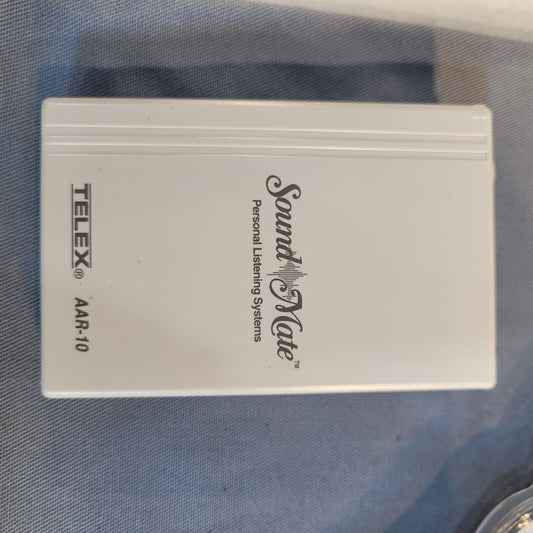 Sound Mate™
Personal Listening Systems
TELEX® AAR-10